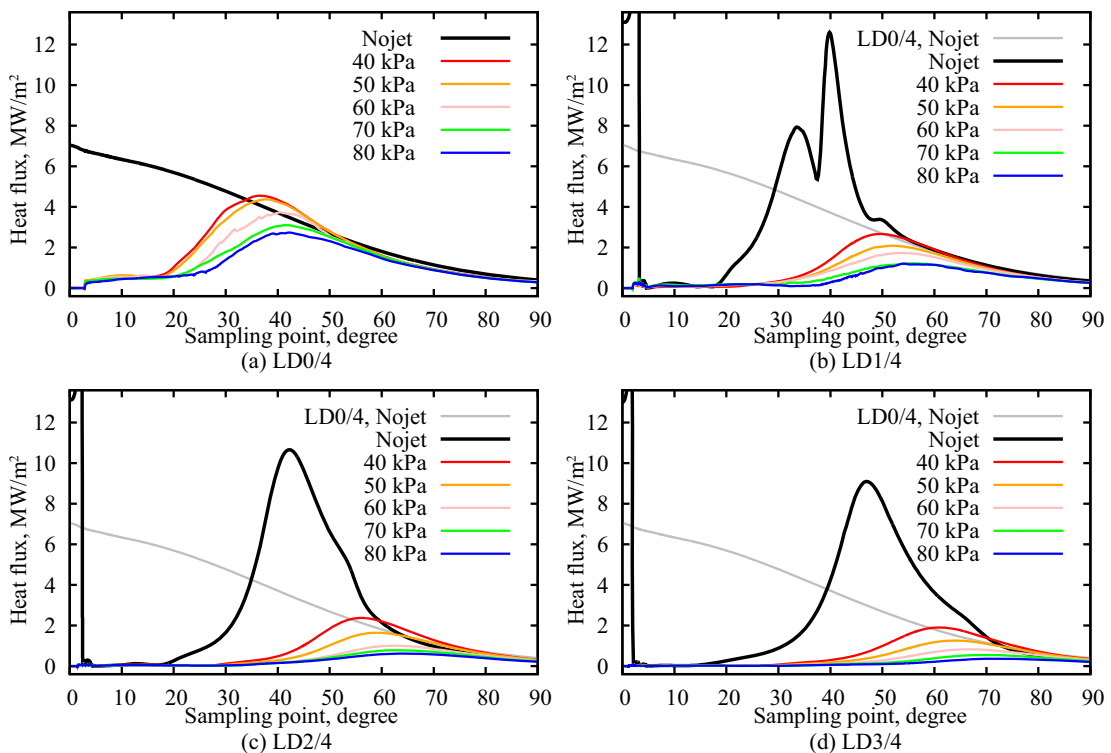 Heat flux, MW/m²
12
10
8
6
4
2
0
Nojet
40 kPa
50 kPa
60 kPa
70 kPa
80 kPa
0 10 20 30 40 50 60 70 80 90
Sampling point, degree
(a) LD0/4
Heat flux, MW/m²
12
10
8
6
4
2
0
LD0/4, Nojet
Nojet
40 kPa
50 kPa
60 kPa
70 kPa
80 kPa
0 10 20 30 40 50 60 70 80 90
Sampling point, degree
(b) LD1/4
Heat flux, MW/m²
12
10
8
6
4
2
0
LD0/4, Nojet
Nojet
40 kPa
50 kPa
60 kPa
70 kPa
80 kPa
0 10 20 30 40 50 60 70 80 90
Sampling point, degree
(c) LD2/4
Heat flux, MW/m²
12
10
8
6
4
2
0
LD0/4, Nojet
Nojet
40 kPa
50 kPa
60 kPa
70 kPa
80 kPa
0 10 20 30 40 50 60 70 80 90
Sampling point, degree
(d) LD3/4